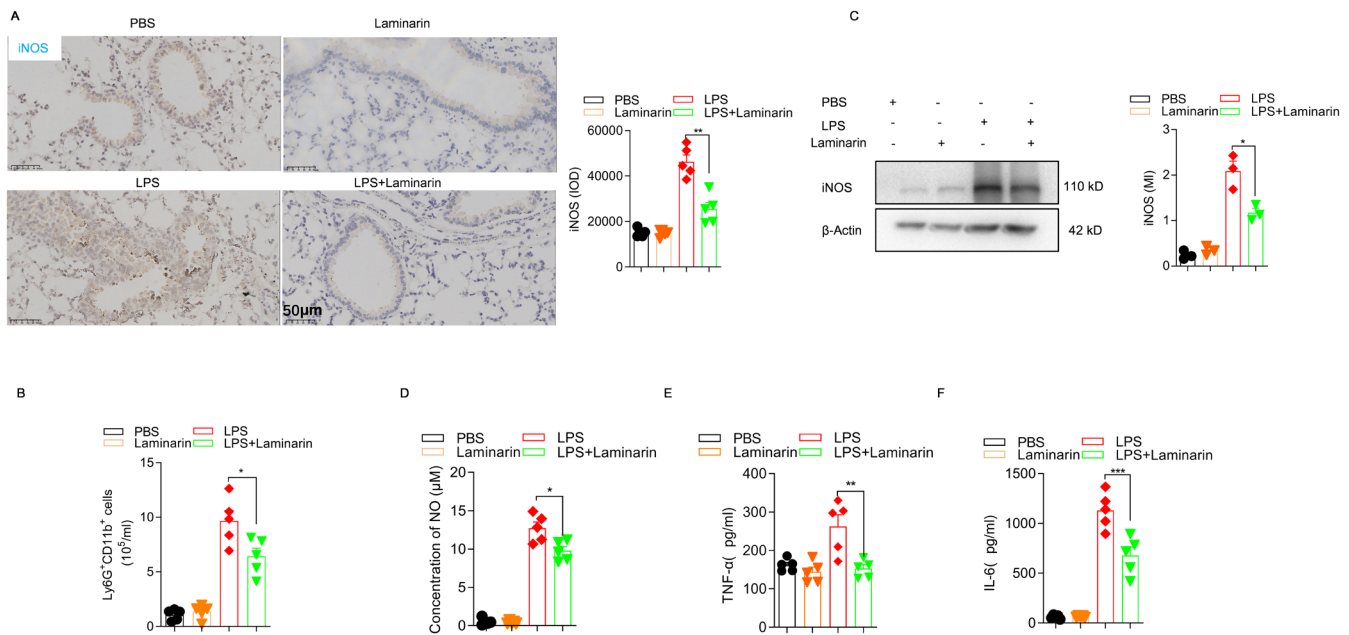 A
PBS
Laminarin
iNOS
LPS
LPS+Laminarin
50μm
PBS
LPS
Laminarin
LPS+Laminarin
iNOS (IOD)
60000
40000
20000
0
**
C
PBS + - - -
LPS - - + +
Laminarin - + - +
iNOS
110 kD
β-Actin
42 kD
PBS
LPS
Laminarin
LPS+Laminarin
iNOS (MI)
3
2
1
0
*
B
PBS
LPS
Laminarin
LPS+Laminarin
Ly6G⁺CD11b⁺ cells
(10⁵/ml)
15
10
5
0
*
D
PBS
LPS
Laminarin
LPS+Laminarin
Concentration of NO (μM)
20
15
10
5
0
*
E
PBS
LPS
Laminarin
LPS+Laminarin
TNF-α( pg/ml)
400
300
200
100
0
**
F
PBS
LPS
Laminarin
LPS+Laminarin
IL-6( pg/ml)
1500
1000
500
0
***